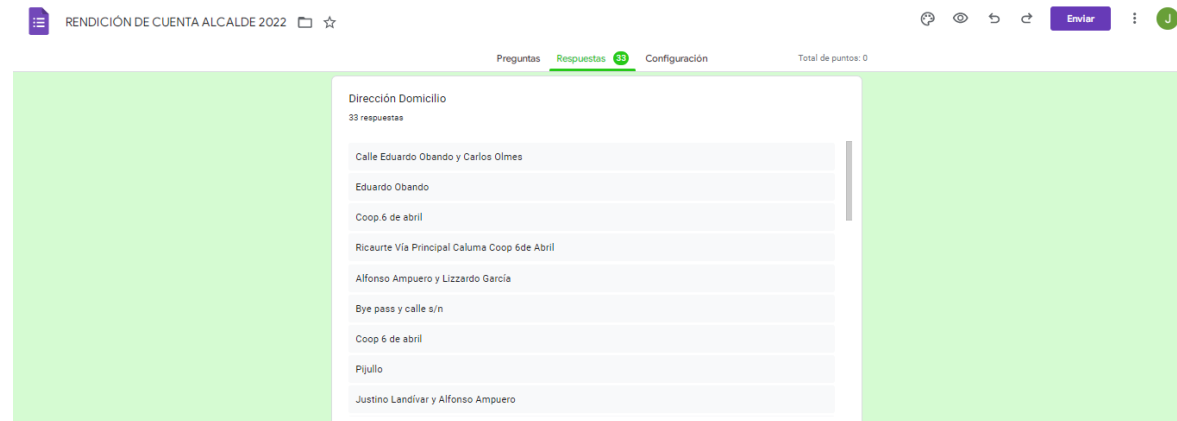 RENDICIÓN DE CUENTA ALCALDE 2022
Enviar
J
Preguntas Respuestas 33 Configuración Total de puntos: 0
Dirección Domicilio
33 respuestas
Calle Eduardo Obando y Carlos Olmes
Eduardo Obando
Coop.6 de abril
Ricaurte Vía Principal Caluma Coop 6de Abril
Alfonso Ampuero y Lizzardo García
Bye pass y calle s/n
Coop 6 de abril
Pijullo
Justino Landívar y Alfonso Ampuero